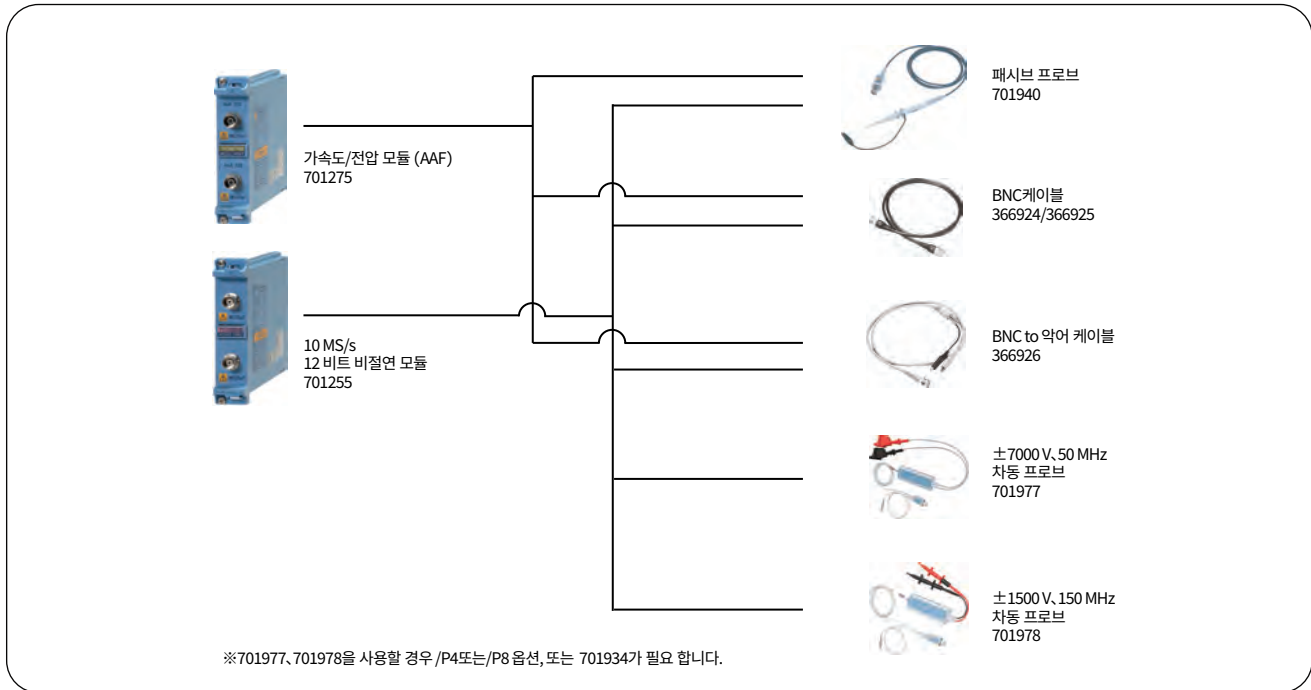 가속도/전압 모듈 (AAF)
701275
10 MS/s
12 비트 비절연 모듈
701255
패시브 프로브
701940
BNC케이블
366924/366925
BNC to 악어 케이블
366926
±7000 V、50 MHz
차동 프로브
701977
±1500 V、150 MHz
차동 프로브
701978
※701977、701978을 사용할 경우 /P4또는/P8 옵션, 또는 701934가 필요 합니다.